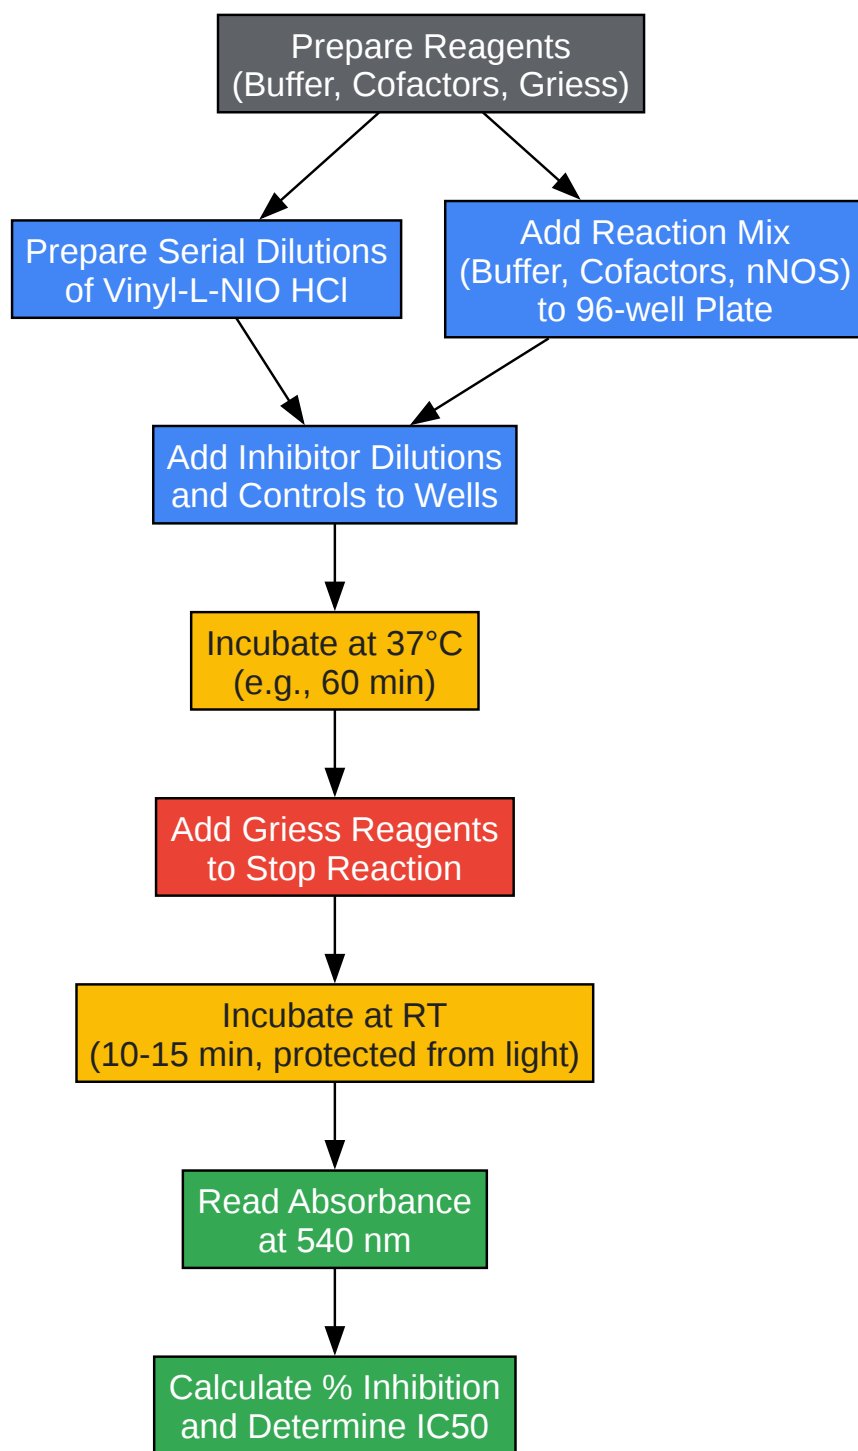 Prepare Reagents
(Buffer, Cofactors, Griess)
Prepare Serial Dilutions
of Vinyl-L-NIO HCl
Add Reaction Mix
(Buffer, Cofactors, nNOS)
to 96-well Plate
Add Inhibitor Dilutions
and Controls to Wells
Incubate at 37°C
(e.g., 60 min)
Add Griess Reagents
to Stop Reaction
Incubate at RT
(10-15 min, protected from light)
Read Absorbance
at 540 nm
Calculate % Inhibition
and Determine IC50